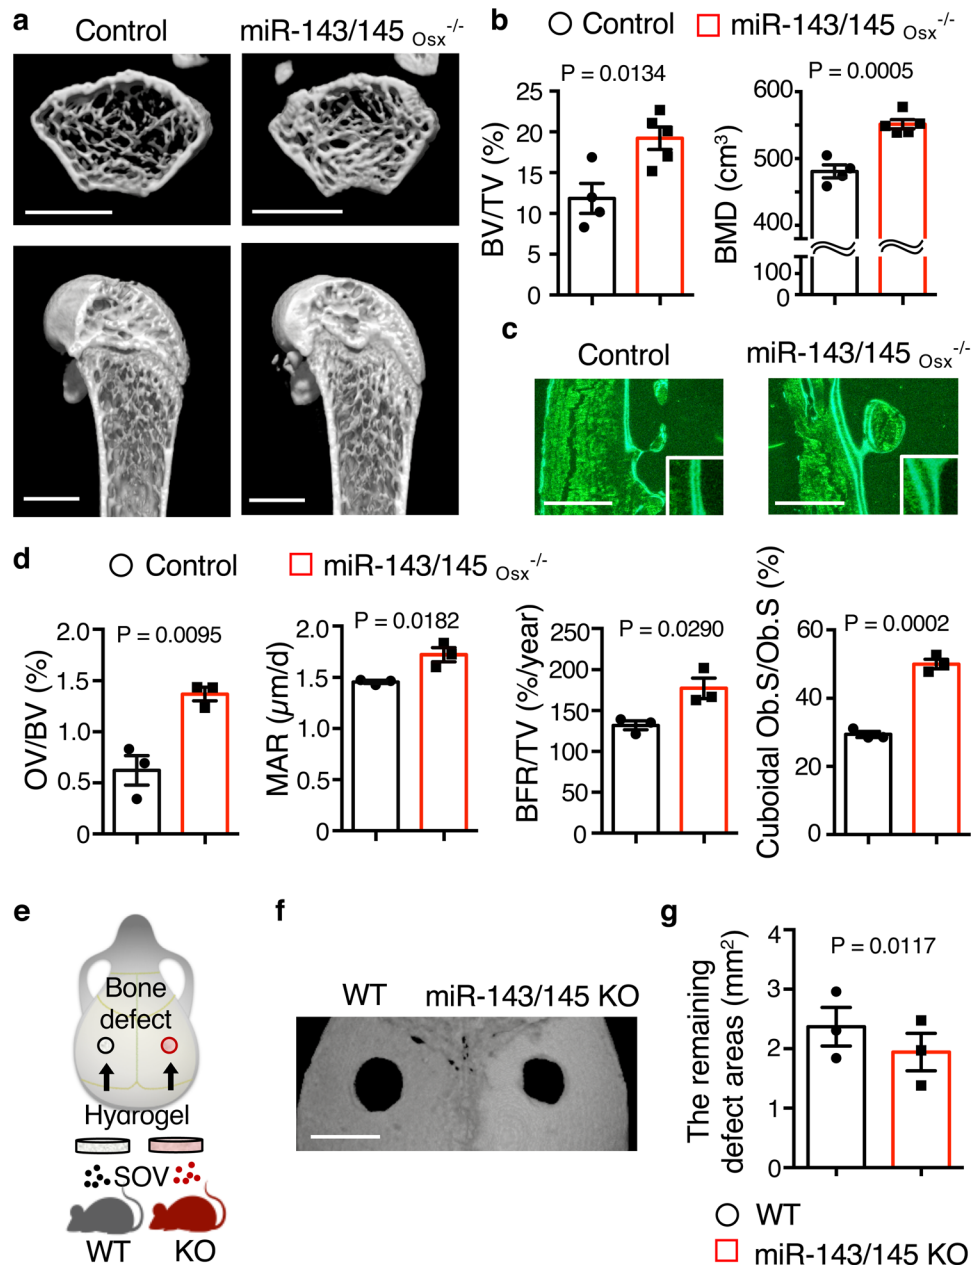 a
Control
miR-143/145 Osx-/-
b
Control
miR-143/145 Osx-/-
P = 0.0134
BV/TV (%)
25
20
15
10
5
0
P = 0.0005
BMD (cm3)
600
500
400
100
0
c
Control
miR-143/145 Osx-/-
d
Control
miR-143/145 Osx-/-
P = 0.0095
OV/BV (%)
2.0
1.5
1.0
0.5
0
P = 0.0182
MAR (µm/d)
2.0
1.5
1.0
0.5
0
P = 0.0290
BFR/TV (%/year)
250
200
150
100
50
0
P = 0.0002
Cuboidal Ob.S/Ob.S (%)
60
40
20
0
e
Bone
defect
Hydrogel
SOV
WT
KO
f
WT
miR-143/145 KO
g
P = 0.0117
The remaining
defect areas (mm2)
4
3
2
1
0
WT
miR-143/145 KO